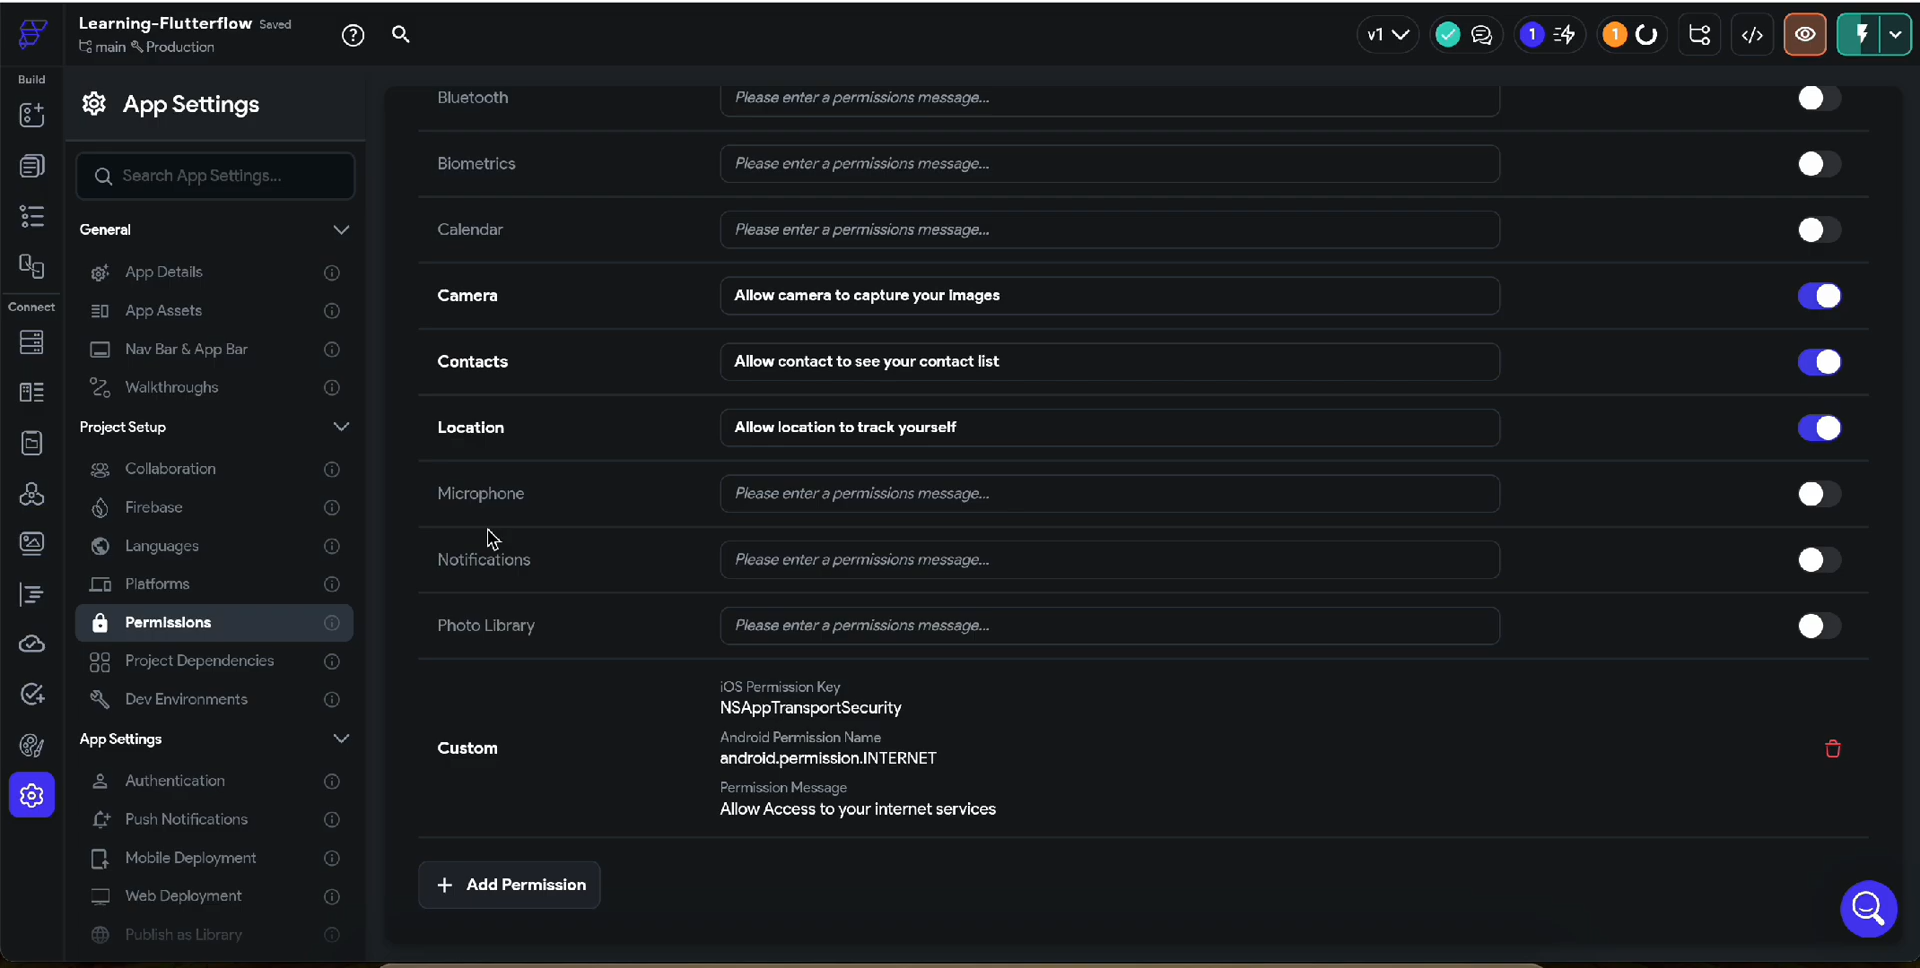 Learning-Flutterflow Saved
main Production
v1
1
1
Build
Connect
App Settings
Search App Settings...
General
App Details
App Assets
Nav Bar & App Bar
Walkthroughs
Project Setup
Collaboration
Firebase
Languages
Platforms
Permissions
Project Dependencies
Dev Environments
App Settings
Authentication
Push Notifications
Mobile Deployment
Web Deployment
Publish as Library
Bluetooth Please enter a permissions message...
Biometrics Please enter a permissions message...
Calendar Please enter a permissions message...
Camera Allow camera to capture your images
Contacts Allow contact to see your contact list
Location Allow location to track yourself
Microphone Please enter a permissions message...
Notifications Please enter a permissions message...
Photo Library Please enter a permissions message...
Custom
iOS Permission Key
NSAppTransportSecurity
Android Permission Name
android.permission.INTERNET
Permission Message
Allow Access to your internet services
+ Add Permission